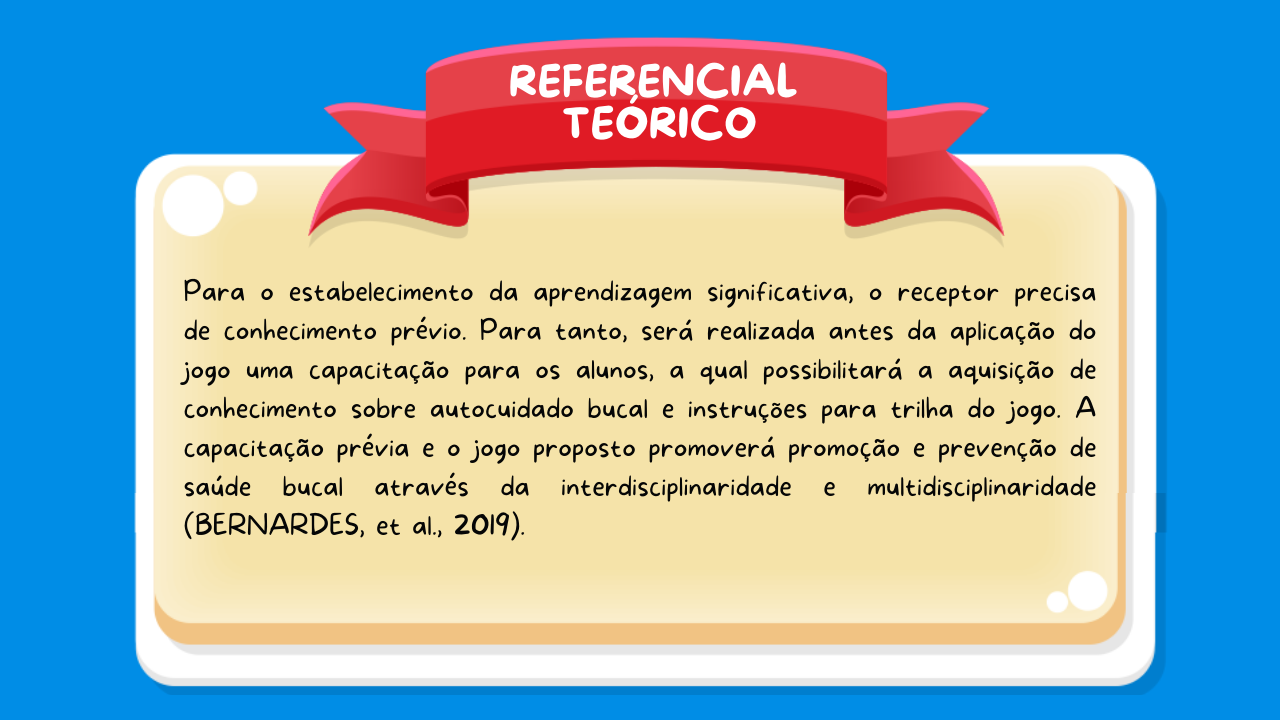 REFERENCIAL
TEÓRICO
Para o estabelecimento da aprendizagem significativa, o receptor precisa
de conhecimento prévio. Para tanto, será realizada antes da aplicação do
jogo uma capacitação para os alunos, a qual possibilitará a aquisição de
conhecimento sobre autocuidado bucal e instruções para trilha do jogo. A
capacitação prévia e o jogo proposto promoverá promoção e prevenção de
saúde bucal através da interdisciplinaridade e multidisciplinaridade
(BERNARDES, et al., 2019).